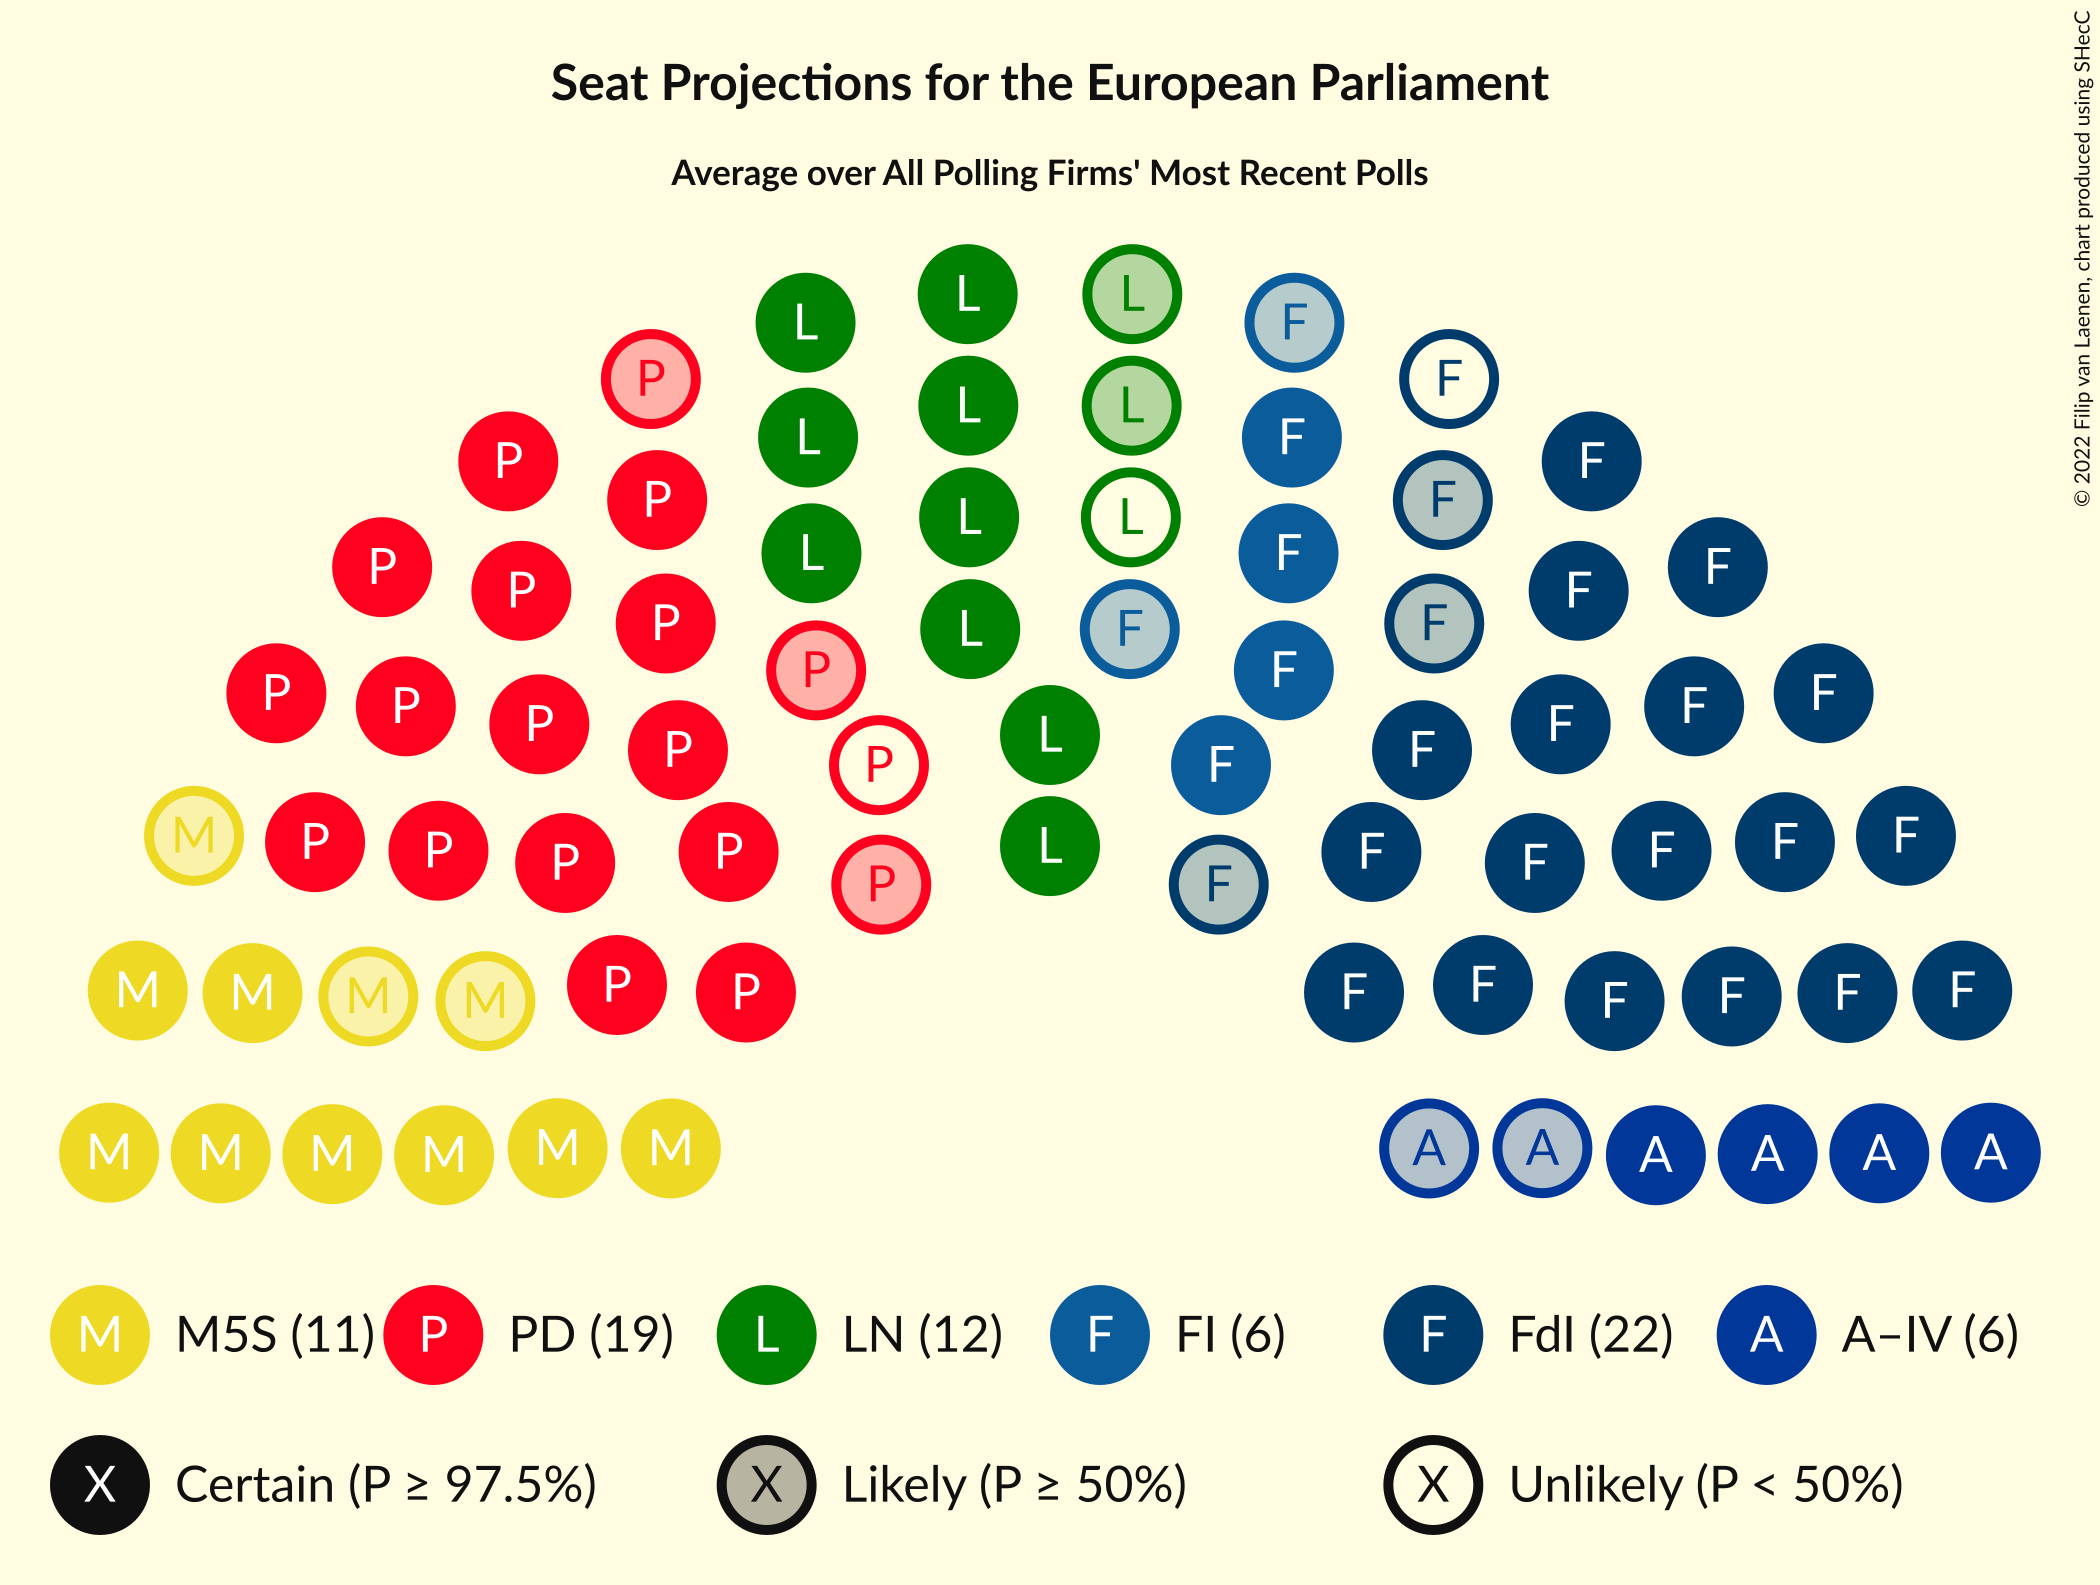 Seat Projections for the European Parliament
Average over All Polling Firms' Most Recent Polls
© 2022 Filip van Laenen, chart produced using SHecC
L L
L F
P F
L L
L F
P F
P F
L L
L F
P F
P F
L F
P F
P F
P F
P L F
P P P F F F
P P F
L
M P P P P F F F F F
L
P F
M M M M P P F F F F F F
M M M M M M A A A A A A
M M5S (11) P PD (19) L LN (12) F FI (6) F FdI (22) A A–IV (6)
X Certain (P ≥ 97.5%) X Likely (P ≥ 50%) X Unlikely (P < 50%)